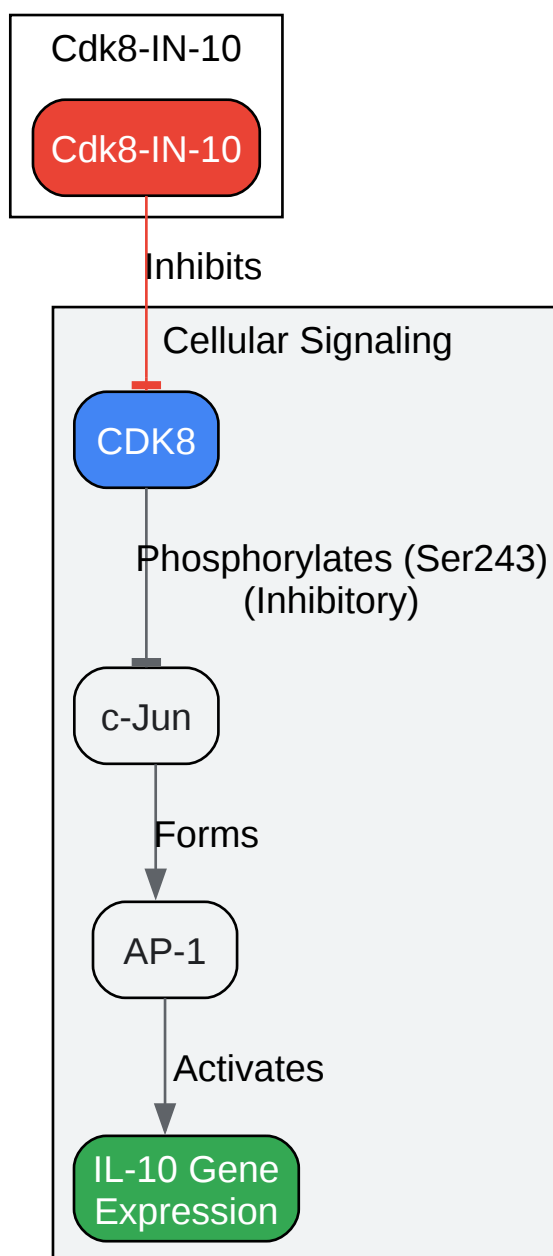 Cdk8-IN-10
Cdk8-IN-10
Inhibits
Cellular Signaling
CDK8
Phosphorylates (Ser243)
(Inhibitory)
c-Jun
Forms
AP-1
Activates
IL-10 Gene
Expression